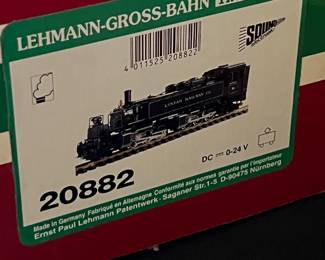 LEHMANN-GROSS-BAHN
SOUND
4 011525 208822
DC 0-24 V
20882
Made in Germany Fabriqué en Allemagne Conformité aux normes garantie par l'importateur
Ernst Paul Lehmann Patentwerk · Saganer Str. 1-5 D-90475 Nürnberg